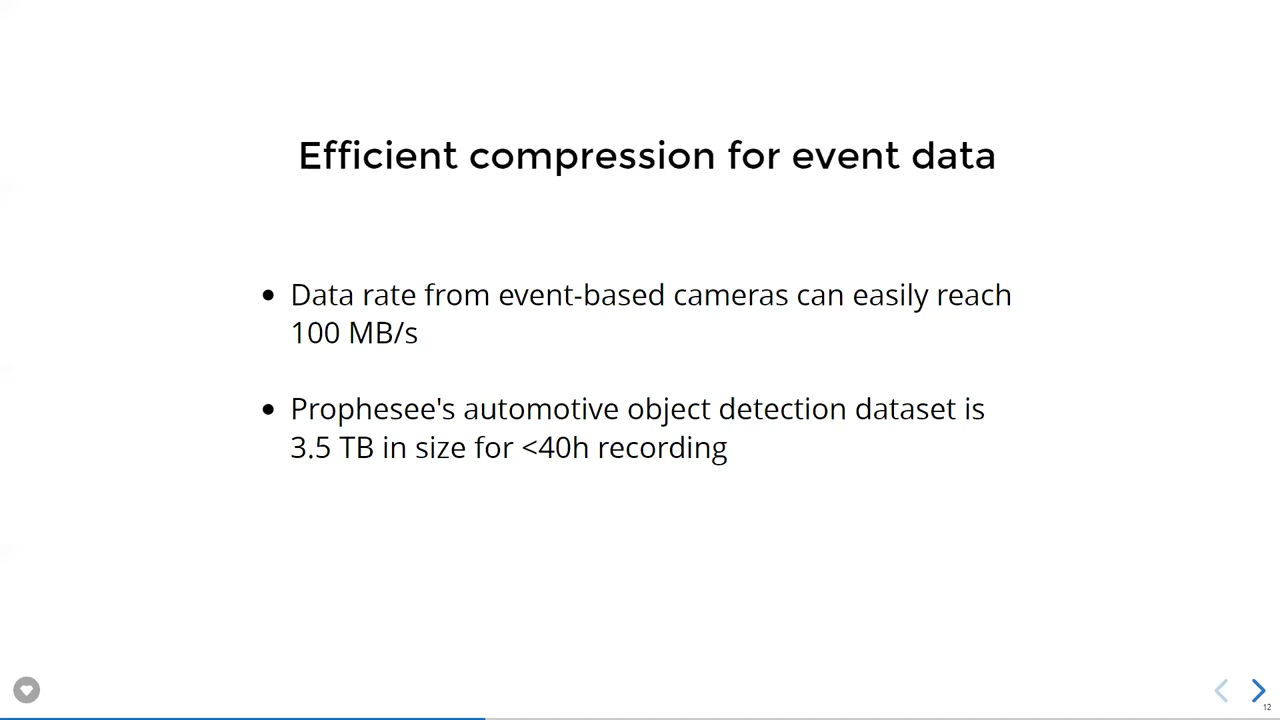 Efficient compression for event data
Data rate from event-based cameras can easily reach
100 MB/s
Prophesee's automotive object detection dataset is
3.5 TB in size for <40h recording
12